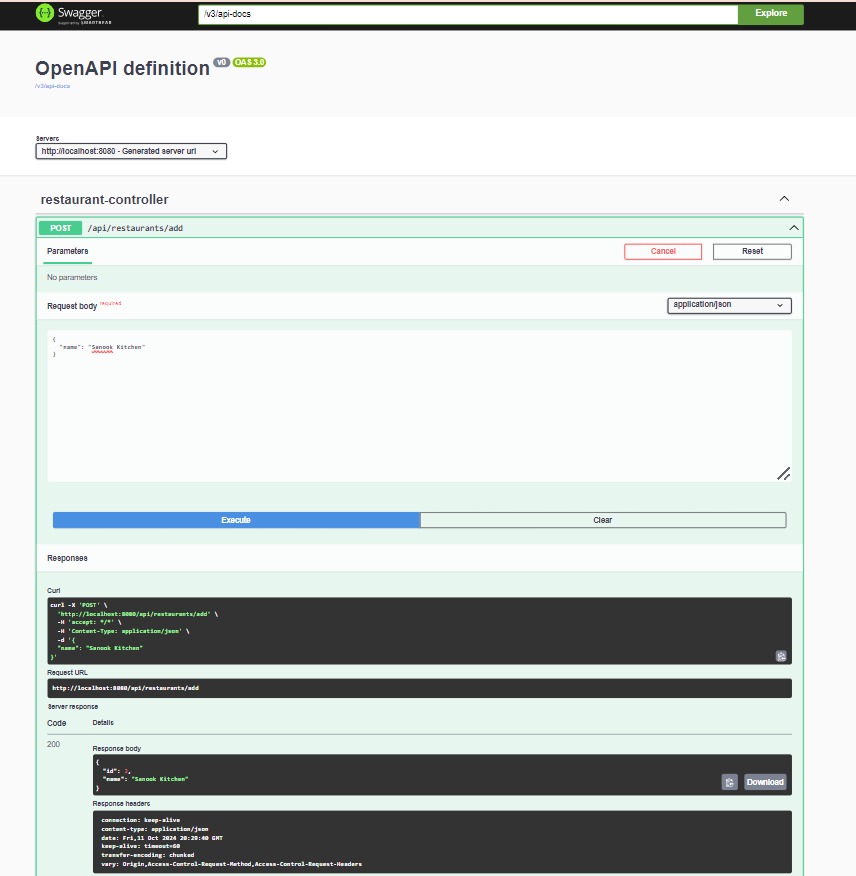 Swagger
Supported by SMARTBEAR
/v3/api-docs
Explore
OpenAPI definition v0 OAS 3.0
/v3/api-docs
Servers
http://localhost:8080 - Generated server url
restaurant-controller
POST /api/restaurants/add
Parameters
Cancel
Reset
No parameters
Request body required
application/json
{
"name": "Sanook Kitchen"
}
Execute
Clear
Responses
Curl
curl -X 'POST' \
'http://localhost:8080/api/restaurants/add' \
-H 'accept: */*' \
-H 'Content-Type: application/json' \
-d '{
"name": "Sanook Kitchen"
}'
Request URL
http://localhost:8080/api/restaurants/add
Server response
Code Details
200
Response body
{
"id": ,
"name": "Sanook Kitchen"
}
Download
Response headers
connection: keep-alive
content-type: application/json
date: Fri,11 Oct 2024 20:29:40 GMT
keep-alive: timeout=60
transfer-encoding: chunked
vary: Origin,Access-Control-Request-Method,Access-Control-Request-Headers